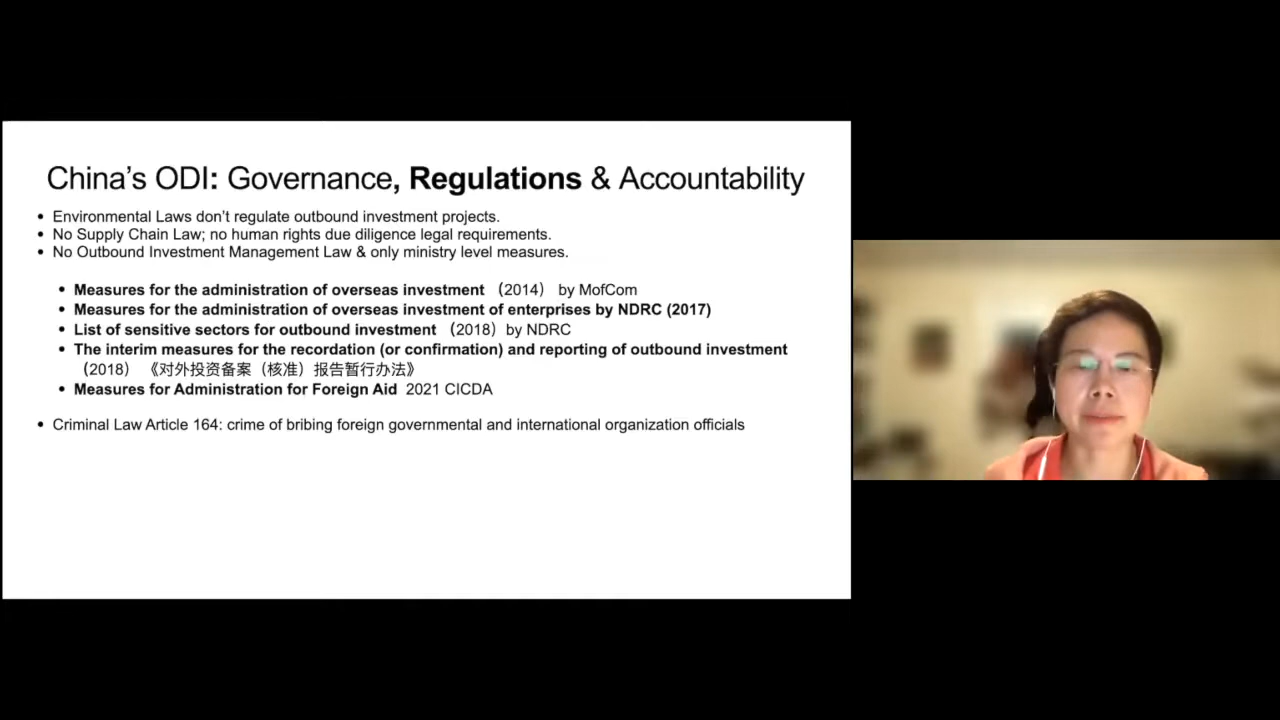 China’s ODI: Governance, Regulations & Accountability
• Environmental Laws don’t regulate outbound investment projects.
• No Supply Chain Law; no human rights due diligence legal requirements.
• No Outbound Investment Management Law & only ministry level measures.
• Measures for the administration of overseas investment （2014） by MofCom
• Measures for the administration of overseas investment of enterprises by NDRC (2017)
• List of sensitive sectors for outbound investment （2018）by NDRC
• The interim measures for the recordation (or confirmation) and reporting of outbound investment
（2018） 《对外投资备案（核准）报告暂行办法》
• Measures for Administration for Foreign Aid 2021 CICDA
• Criminal Law Article 164: crime of bribing foreign governmental and international organization officials